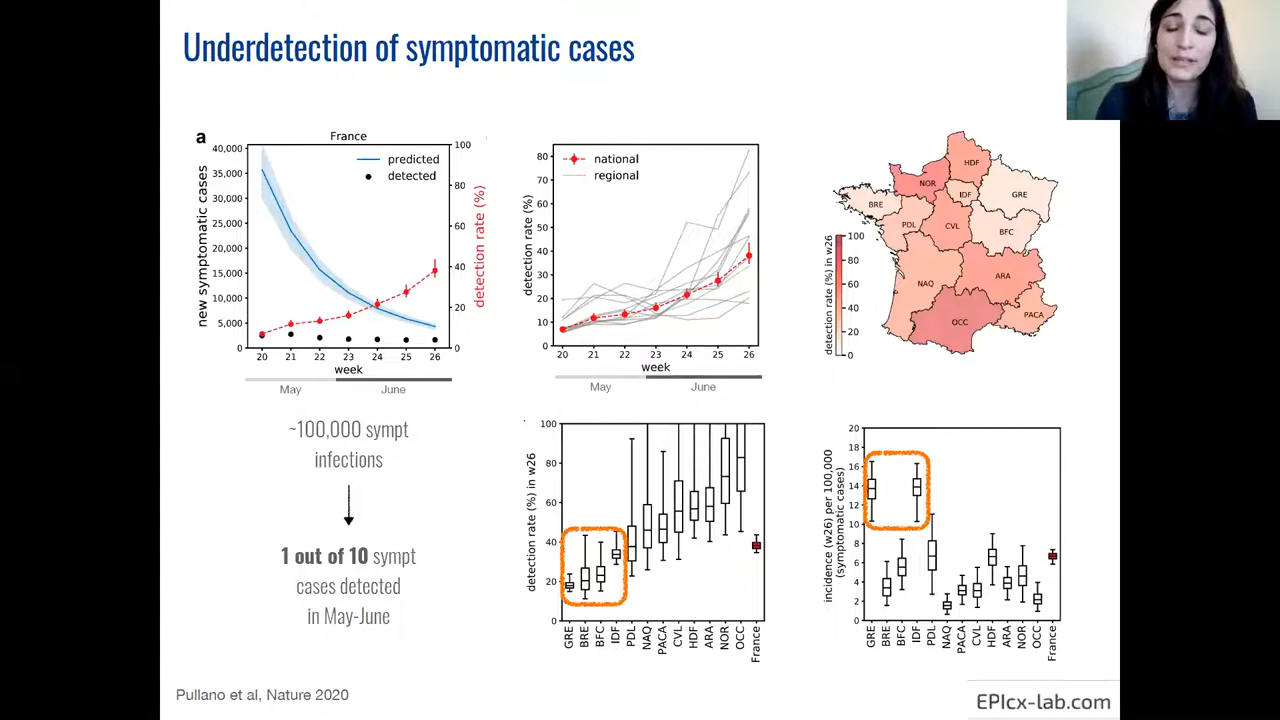 Underdetection of symptomatic cases
a
France
new symptomatic cases
40,000
35,000
30,000
25,000
20,000
15,000
10,000
5,000
0
predicted
detected
100
80
60
40
20
0
detection rate (%)
20 21 22 23 24 25 26
week
May June
detection rate (%)
80
70
60
50
40
30
20
10
0
national
regional
20 21 22 23 24 25 26
week
May June
HDF
NOR
IDF
GRE
BRE
PDL
CVL
BFC
NAQ
ARA
OCC
PACA
detection rate (%) in w26
100
80
60
40
20
0
~100,000 sympt
infections
1 out of 10 sympt
cases detected
in May-June
detection rate (%) in w26
100
80
60
40
20
0
GRE BRE BFC IDF PDL NAQ PACA CVL HDF ARA NOR OCC France
incidence (w26) per 100,000
(symptomatic cases)
20
18
16
14
12
10
8
6
4
2
0
GRE BRE BFC IDF PDL NAQ PACA CVL HDF ARA NOR OCC France
Pullano et al, Nature 2020
EPIcx-lab.com